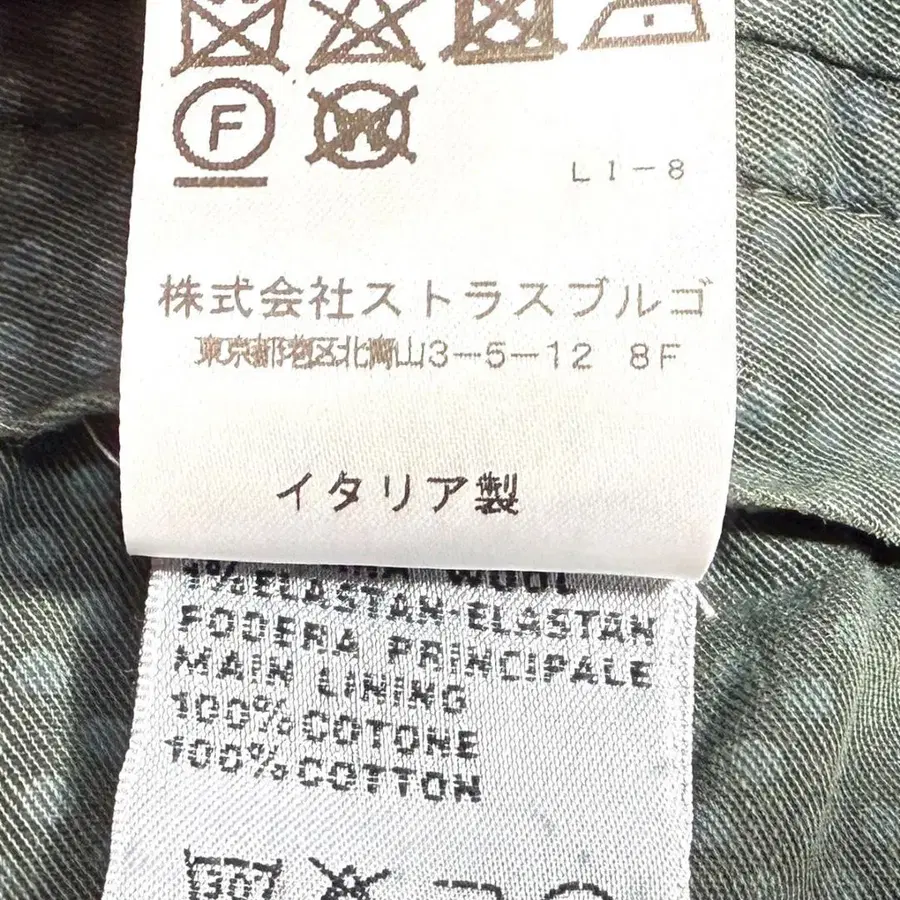 F
W
L1-8
株式会社ストラスブルゴ
東京都港区北青山3-5-12 8F
イタリア製
WOOL
1%ELASTAN-ELASTAN
FODERA PRINCIPALE
MAIN LINING
100%COTONE
100%COTTON